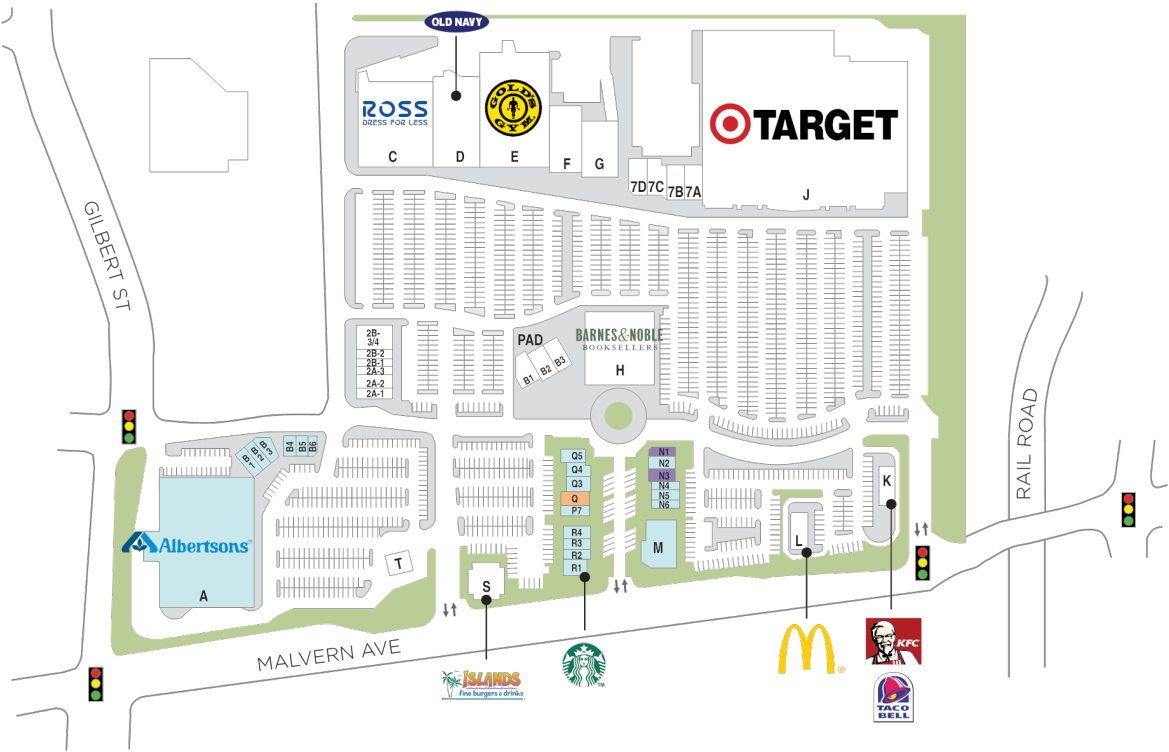 OLD NAVY
ROSS
DRESS FOR LESS
GOLD'S
GYM.
TARGET
C
D
E
F
G
7D
7C
7B
7A
J
GILBERT ST
2B-
3/4
2B-2
2B-1
2A-3
2A-2
2A-1
PAD
B1
B2
B3
BARNES&NOBLE
BOOKSELLERS
H
RAIL ROAD
B1
B2
B3
B4
B5
B6
Q5
Q4
Q3
Q
P7
R4
R3
R2
R1
N1
N2
N3
N4
N5
N6
M
K
L
Albertsons®
A
T
S
MALVERN AVE
ISLANDS
fine burgers & drinks
TM
®
KFC
TACO
BELL